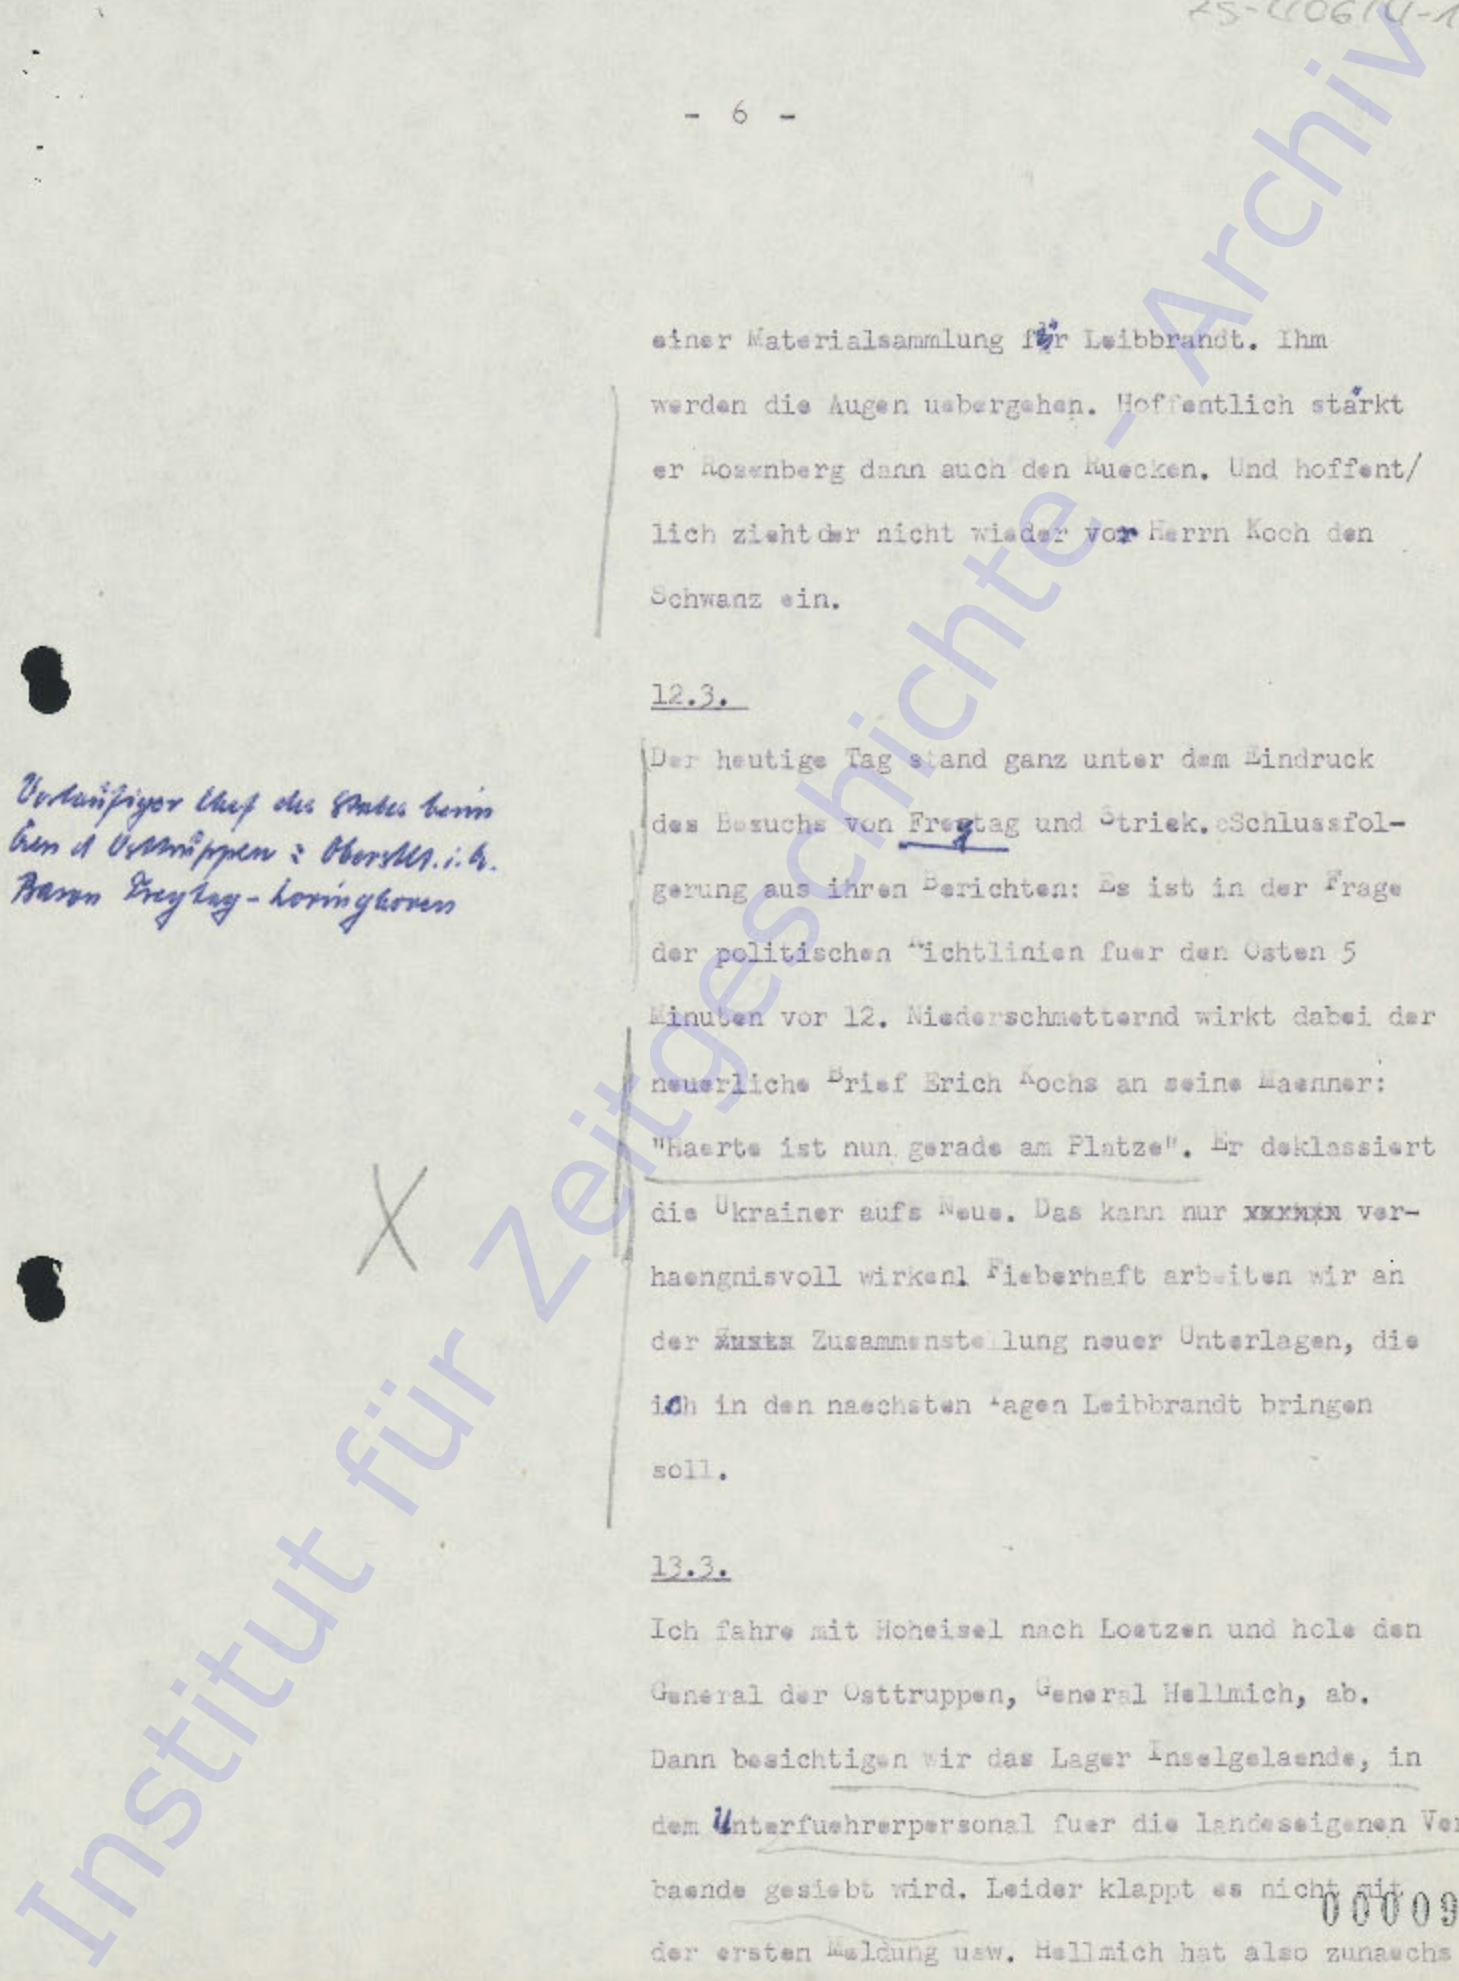 ZS-406/4-1
- 6 -
einer Materialsammlung für Leibbrandt. Ihm
werden die Augen uebergehen. Hoffentlich stärkt
er Rosenberg dann auch den Ruecken. Und hoffent/
lich zieht der nicht wieder vor Herrn Koch den
Schwanz ein.
12.3.
Der heutige Tag stand ganz unter dem Eindruck
des Besuchs von Freytag und Striek. Schlussfol-
gerung aus ihren Berichten: Es ist in der Frage
der politischen Richtlinien fuer den Osten 5
Minuten vor 12. Niederschmetternd wirkt dabei der
neuerliche Brief Erich Kochs an seine Maenner:
"Haerte ist nun gerade am Platze". Er deklassiert
die Ukrainer aufs Neue. Das kann nur xxxxxx ver-
haengnisvoll wirken! Fieberhaft arbeiten wir an
der Zusta Zusammenstellung neuer Unterlagen, die
ich in den naechsten Tagen Leibbrandt bringen
soll.
Vorläufiger Chef des Stabes beim
Gen d Osttruppen : Oberstlt. i. G.
Baron Freytag-Loringhoven
X
13.3.
Ich fahre mit Hoheisel nach Loetzen und hole den
General der Osttruppen, General Hellmich, ab.
Dann besichtigen wir das Lager Inselgelaende, in
dem Unterfuehrerpersonal fuer die landeseigenen Ver
baende gesiebt wird. Leider klappt es nicht mit
der ersten Meldung usw. Hellmich hat also zunaechs
00009
Institut für Zeitgeschichte - Archiv